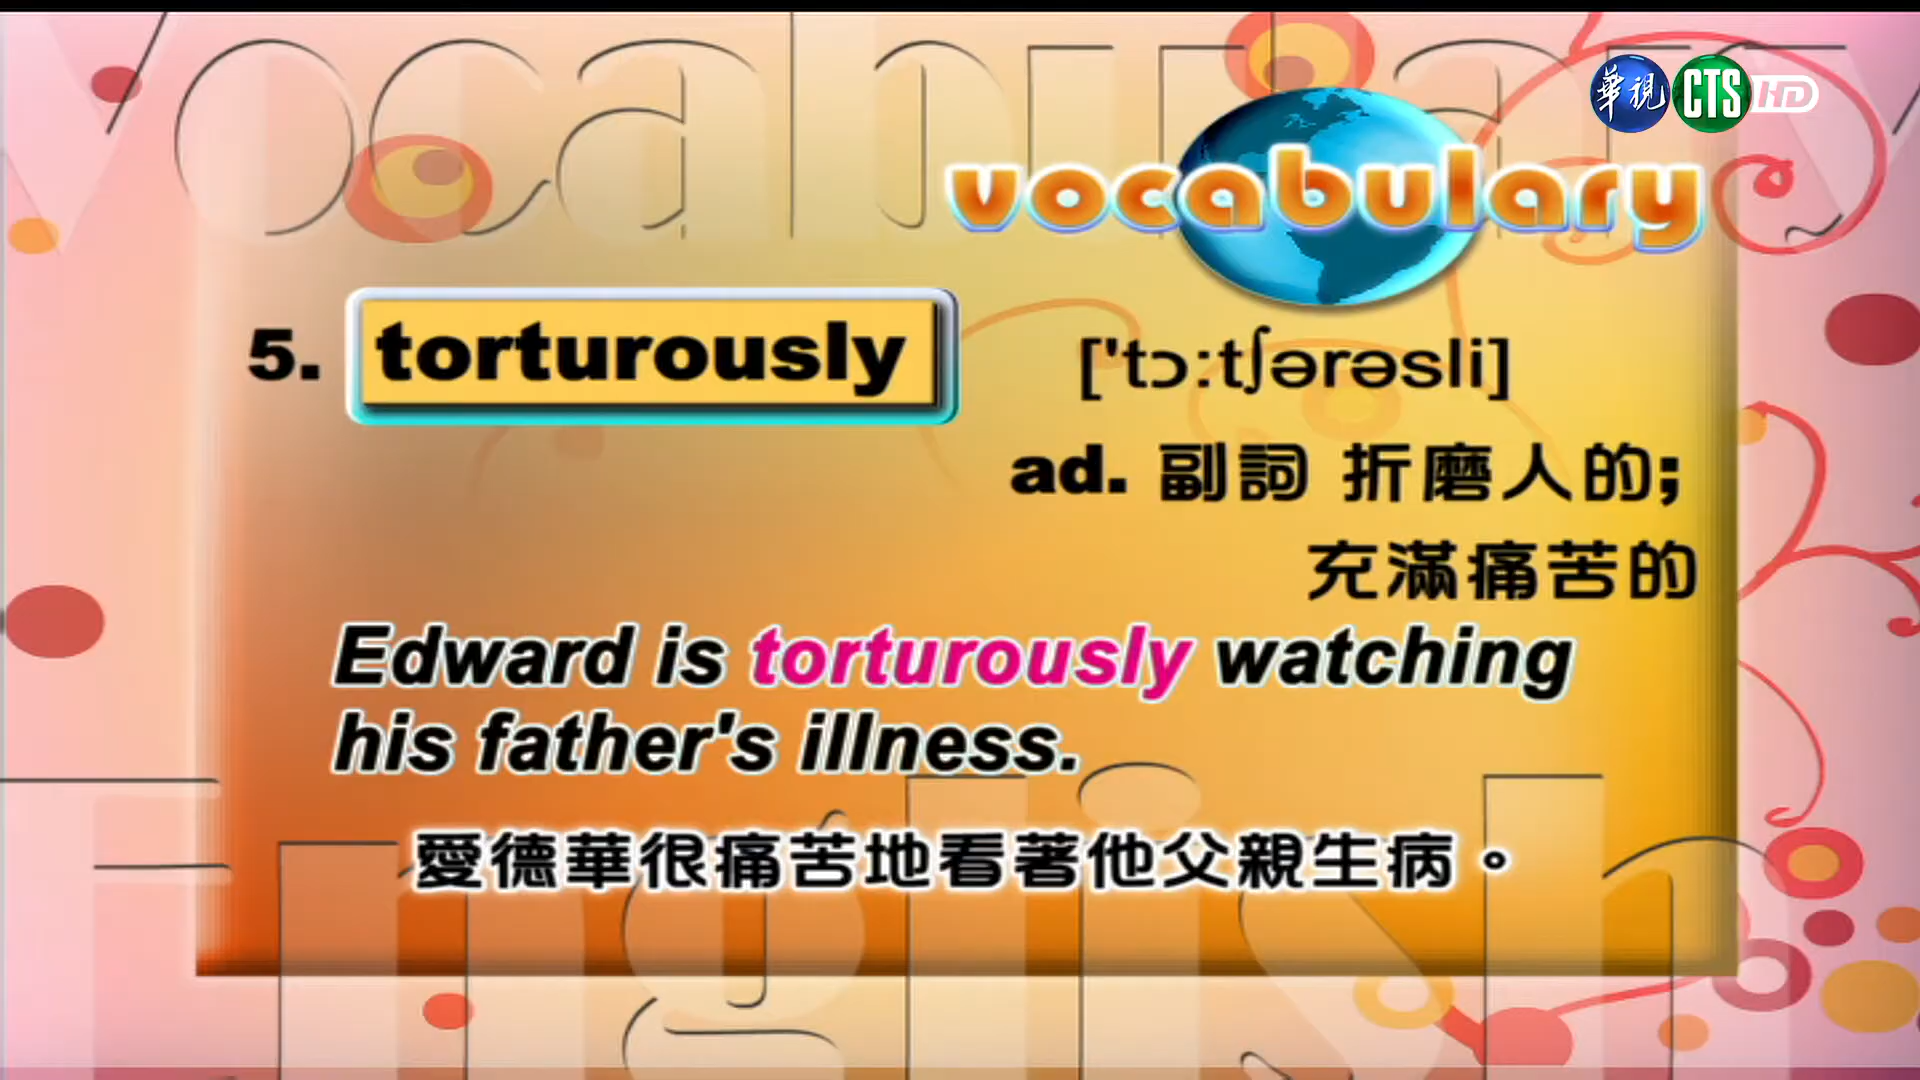 華視 CTS HD
vocabulary
5. torturously ['tɔ:tʃərəsli]
ad. 副詞 折磨人的;
充滿痛苦的
Edward is torturously watching
his father's illness.
愛德華很痛苦地看著他父親生病。
vocabulary
English